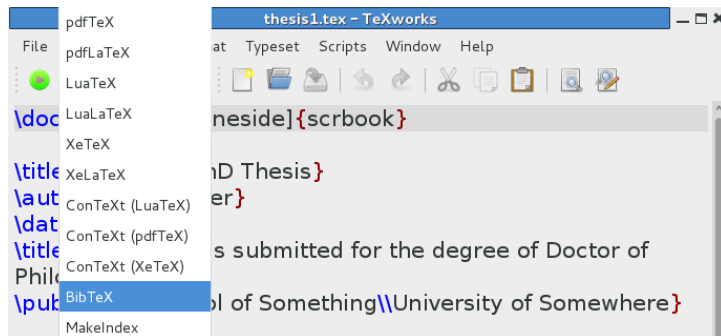 thesis1.tex – TeXworks
File
at Typeset Scripts Window Help
pdfTeX
pdfLaTeX
LuaTeX
LuaLaTeX
XeTeX
XeLaTeX
ConTeXt (LuaTeX)
ConTeXt (pdfTeX)
ConTeXt (XeTeX)
BibTeX
MakeIndex
\doc neside]{scrbook}
\title nD Thesis}
\aut er}
\dat
\title s submitted for the degree of Doctor of
Philo
\pub ol of Something\\University of Somewhere}